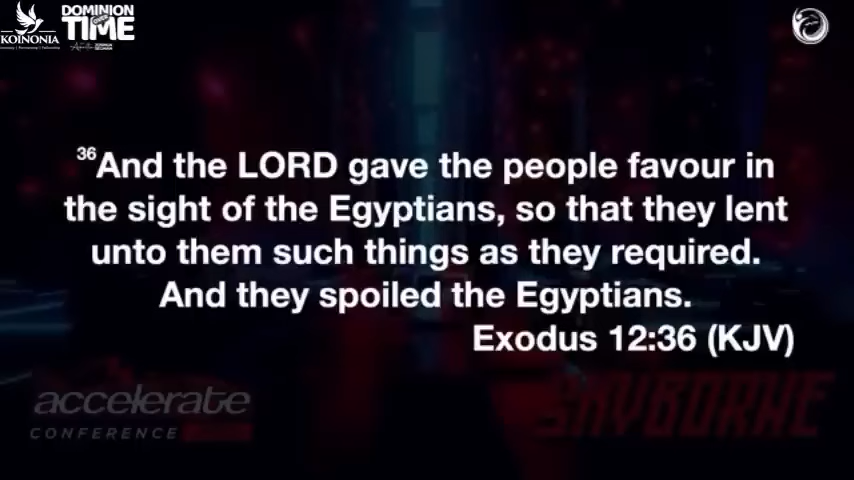 KOINONIA
DOMINION
OVER
TIME
36And the LORD gave the people favour in
the sight of the Egyptians, so that they lent
unto them such things as they required.
And they spoiled the Egyptians.
Exodus 12:36 (KJV)
accelerate
CONFERENCE